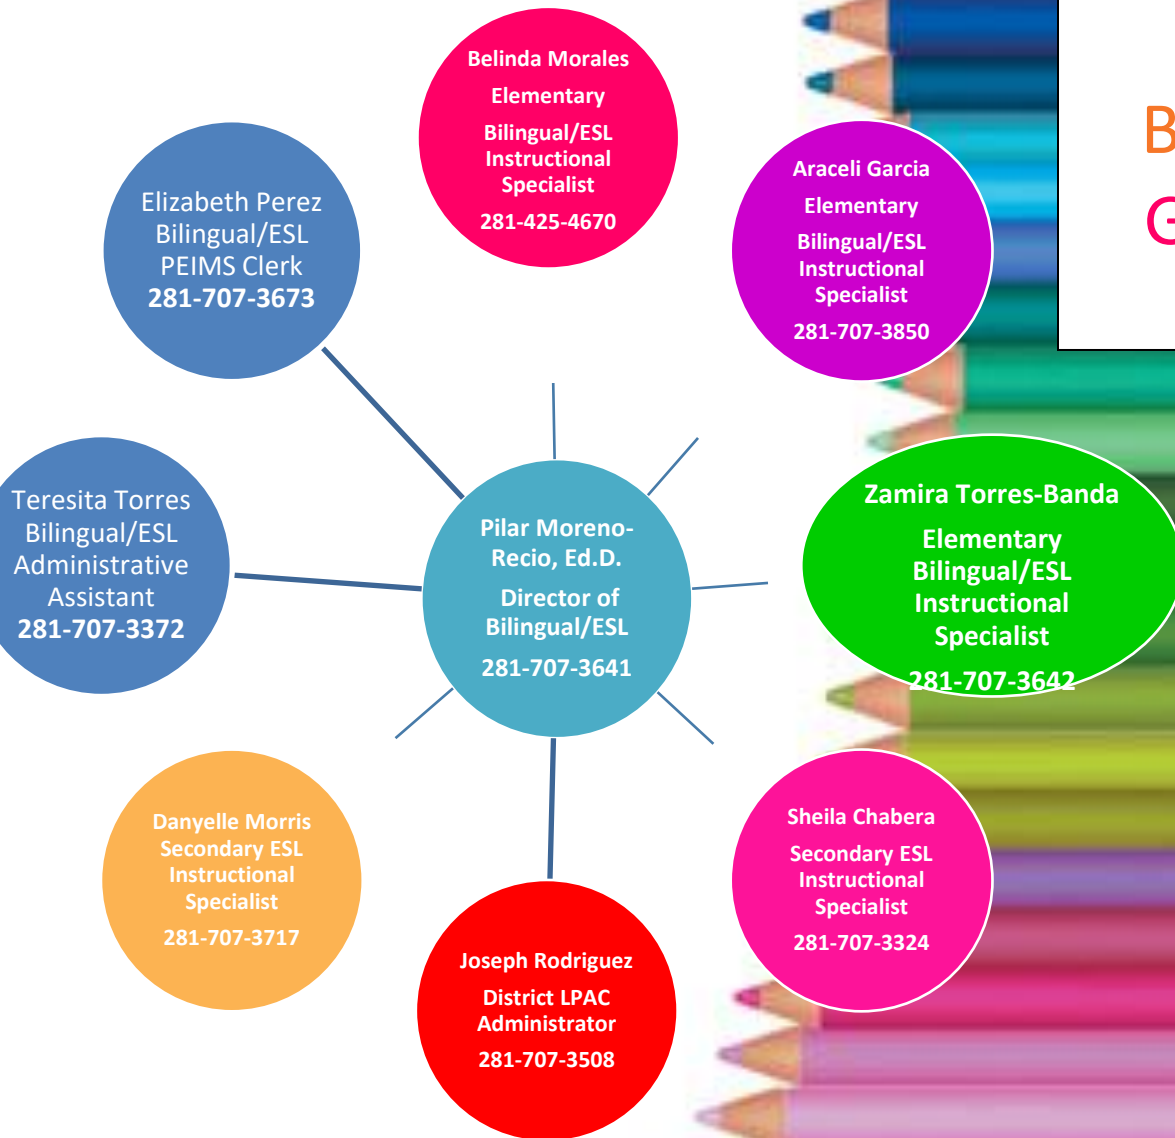 Belinda Morales
Elementary
Bilingual/ESL
Instructional
Specialist
281-425-4670
Araceli Garcia
Elementary
Bilingual/ESL
Instructional
Specialist
281-707-3850
Elizabeth Perez
Bilingual/ESL
PEIMS Clerk
281-707-3673
Zamira Torres-Banda
Elementary
Bilingual/ESL
Instructional
Specialist
281-707-3642
Teresita Torres
Bilingual/ESL
Administrative
Assistant
281-707-3372
Pilar Moreno-
Recio, Ed.D.
Director of
Bilingual/ESL
281-707-3641
Danyelle Morris
Secondary ESL
Instructional
Specialist
281-707-3717
Sheila Chabera
Secondary ESL
Instructional
Specialist
281-707-3324
Joseph Rodriguez
District LPAC
Administrator
281-707-3508